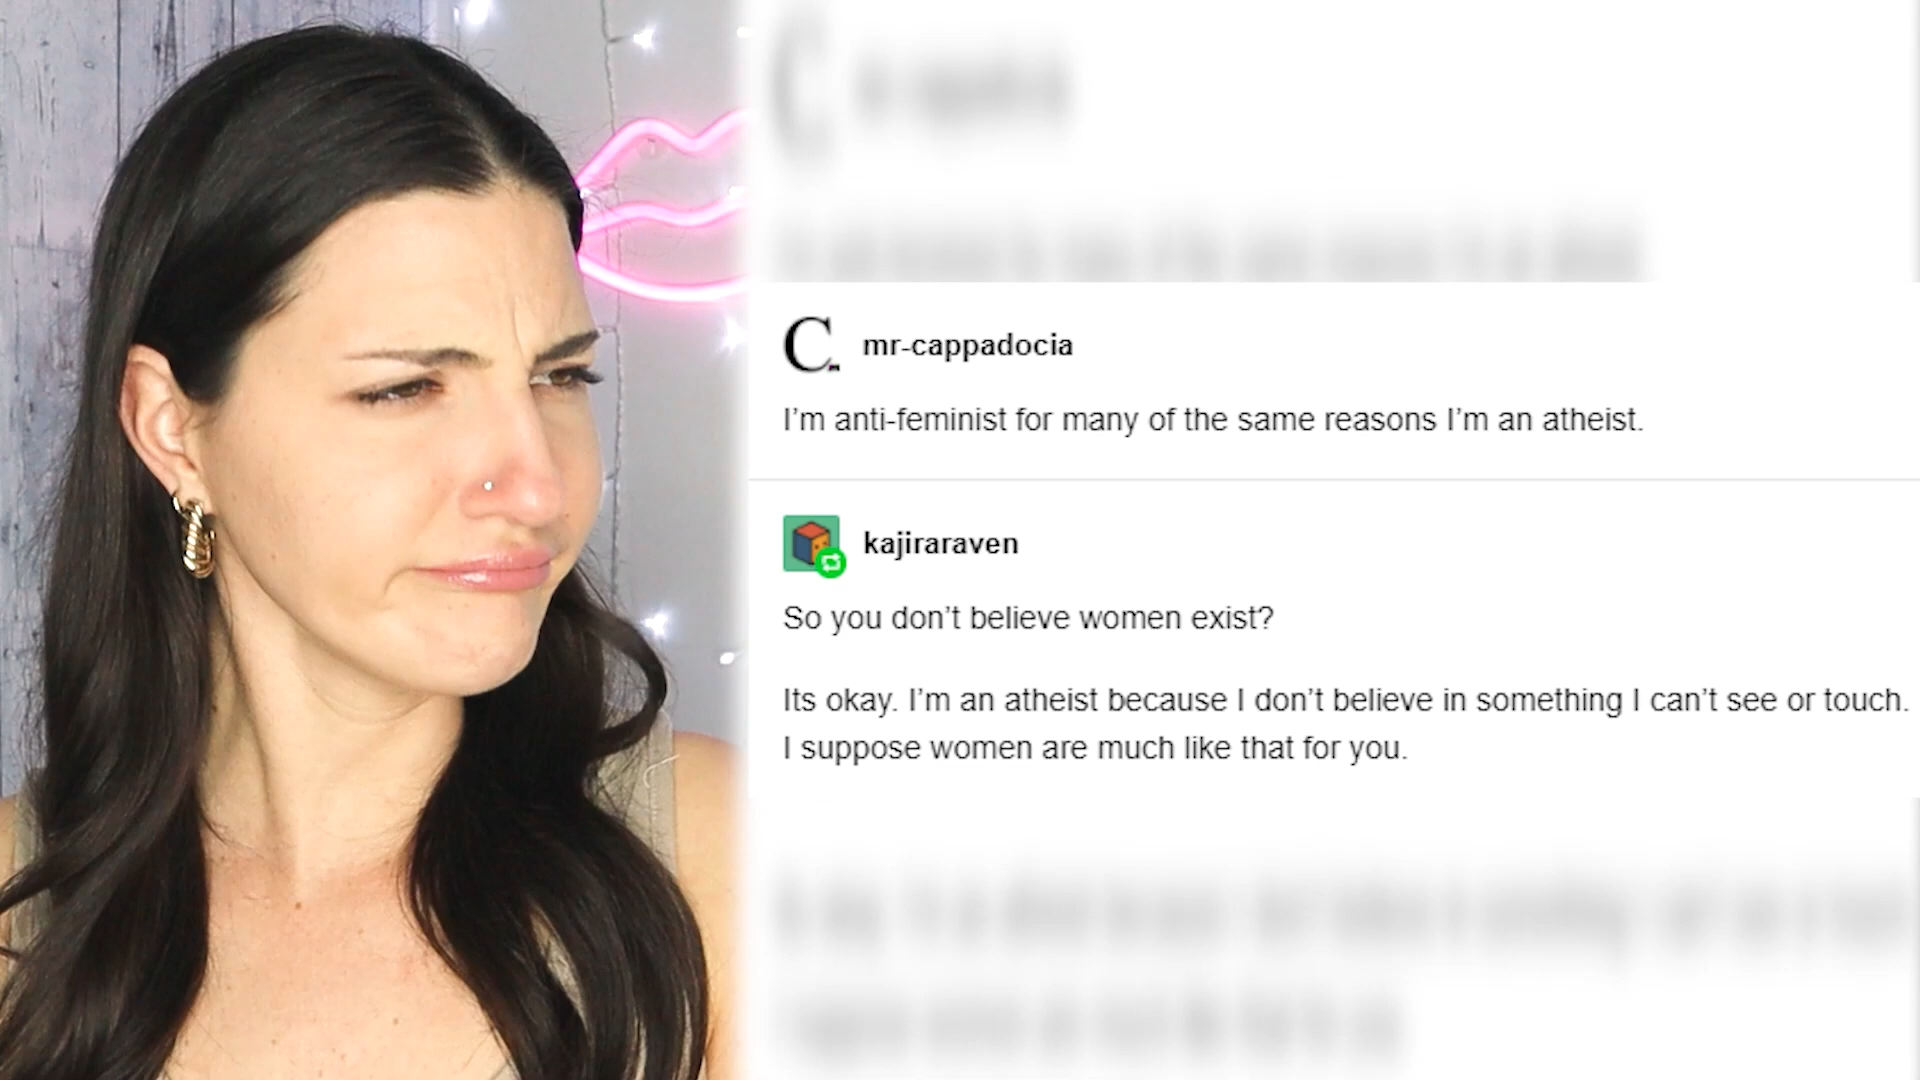 C.
mr-cappadocia
I'm anti-feminist for many of the same reasons I'm an atheist.
kajiraraven
So you don't believe women exist?
Its okay. I'm an atheist because I don't believe in something I can't see or touch.
I suppose women are much like that for you.